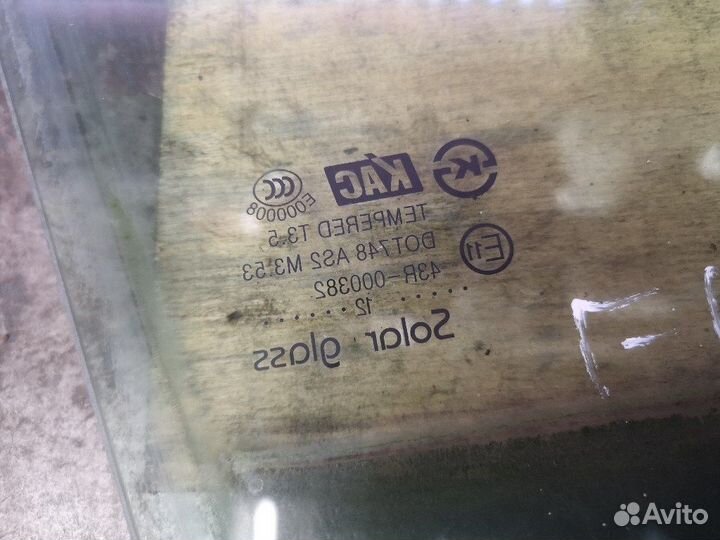 K KAC CCC
E000008
TEMPERED T3.5
DOT748 AS2 M3.53
43R-000382
E11
12
Solar glass
Avito